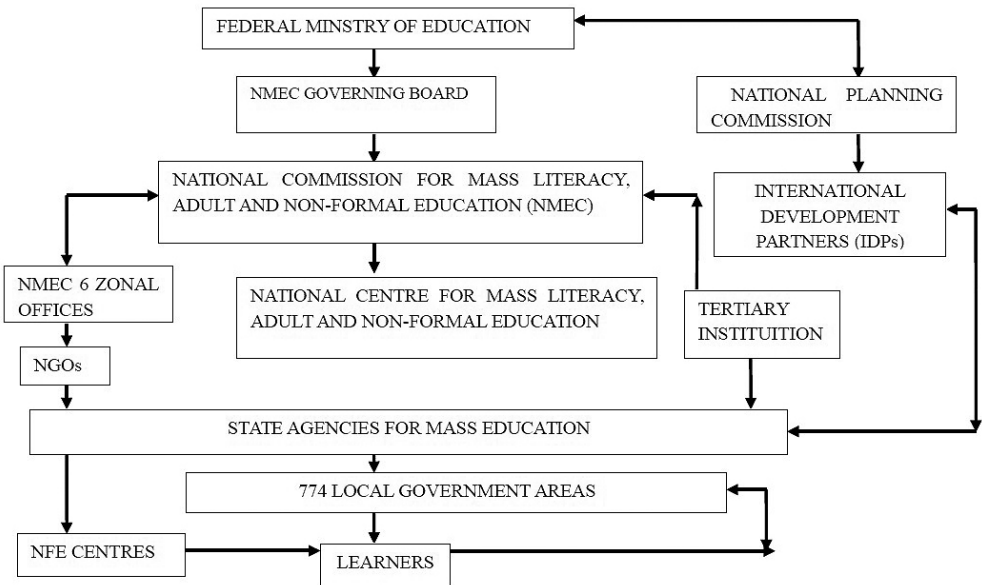 FEDERAL MINSTRY OF EDUCATION
NMEC GOVERNING BOARD
NATIONAL PLANNING
COMMISSION
NATIONAL COMMISSION FOR MASS LITERACY,
ADULT AND NON-FORMAL EDUCATION (NMEC)
INTERNATIONAL
DEVELOPMENT
PARTNERS (IDPs)
NMEC 6 ZONAL
OFFICES
NATIONAL CENTRE FOR MASS LITERACY,
ADULT AND NON-FORMAL EDUCATION
TERTIARY
INSTITUITION
NGOs
STATE AGENCIES FOR MASS EDUCATION
774 LOCAL GOVERNMENT AREAS
NFE CENTRES
LEARNERS